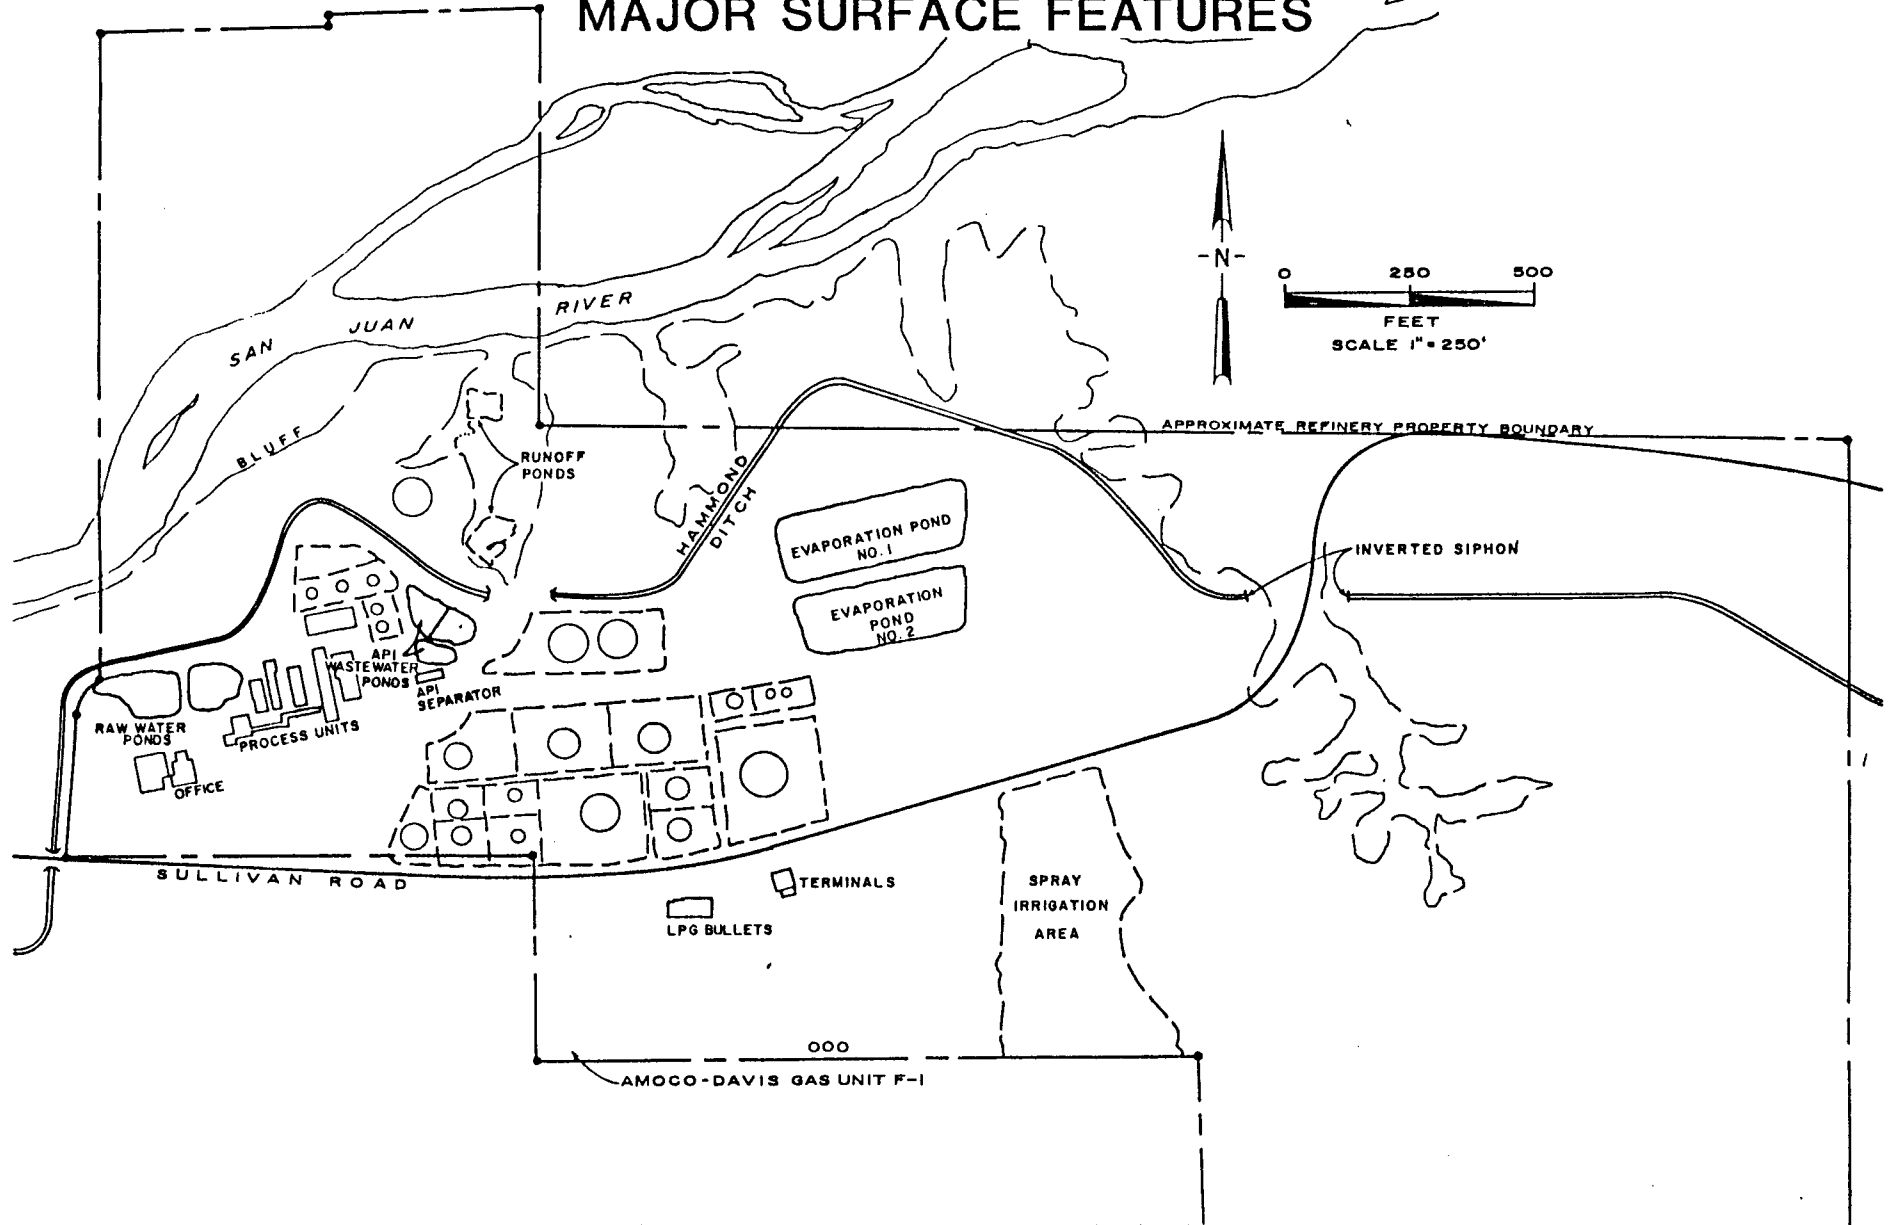 MAJOR SURFACE FEATURES
-N-
0 250 500
FEET
SCALE 1"=250'
SAN JUAN RIVER
BLUFF
RUNOFF
PONDS
HAMMOND
DITCH
APPROXIMATE REFINERY PROPERTY BOUNDARY
EVAPORATION POND
NO. 1
EVAPORATION
POND
NO. 2
INVERTED SIPHON
API
WASTEWATER
PONDS
API
SEPARATOR
RAW WATER
PONDS
PROCESS UNITS
OFFICE
SULLIVAN ROAD
TERMINALS
LPG BULLETS
SPRAY
IRRIGATION
AREA
000
AMOCO-DAVIS GAS UNIT F-1